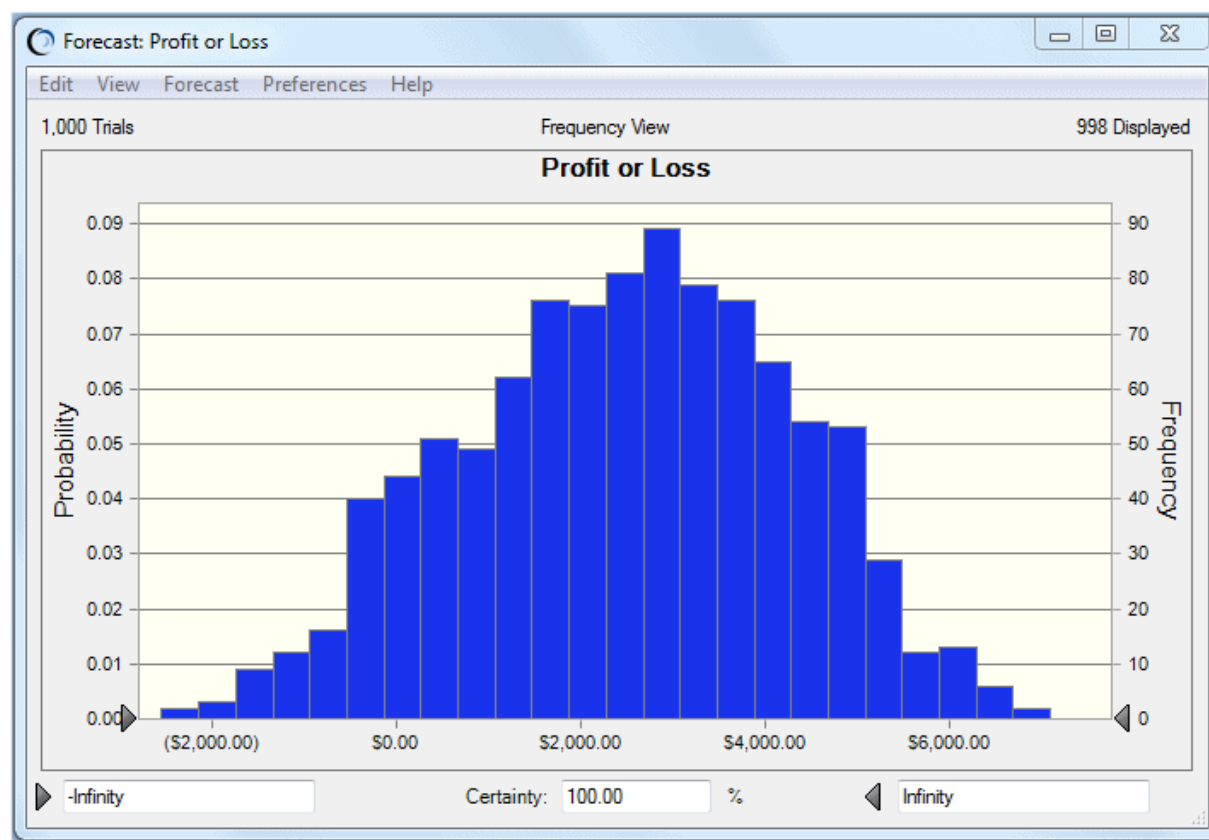 Forecast: Profit or Loss
Edit View Forecast Preferences Help
1,000 Trials Frequency View 998 Displayed
Profit or Loss
0.09 90
0.08 80
0.07 70
0.06 60
0.05 50
0.04 40
0.03 30
0.02 20
0.01 10
0.00 0
Probability
Frequency
($2,000.00) $0.00 $2,000.00 $4,000.00 $6,000.00
-Infinity Certainty: 100.00 % Infinity